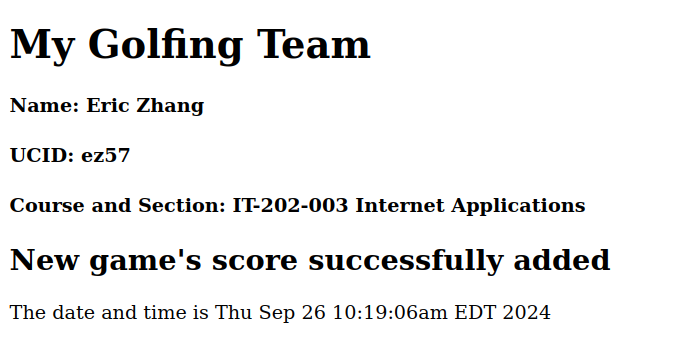 My Golfing Team
Name: Eric Zhang
UCID: ez57
Course and Section: IT-202-003 Internet Applications
New game's score successfully added
The date and time is Thu Sep 26 10:19:06am EDT 2024